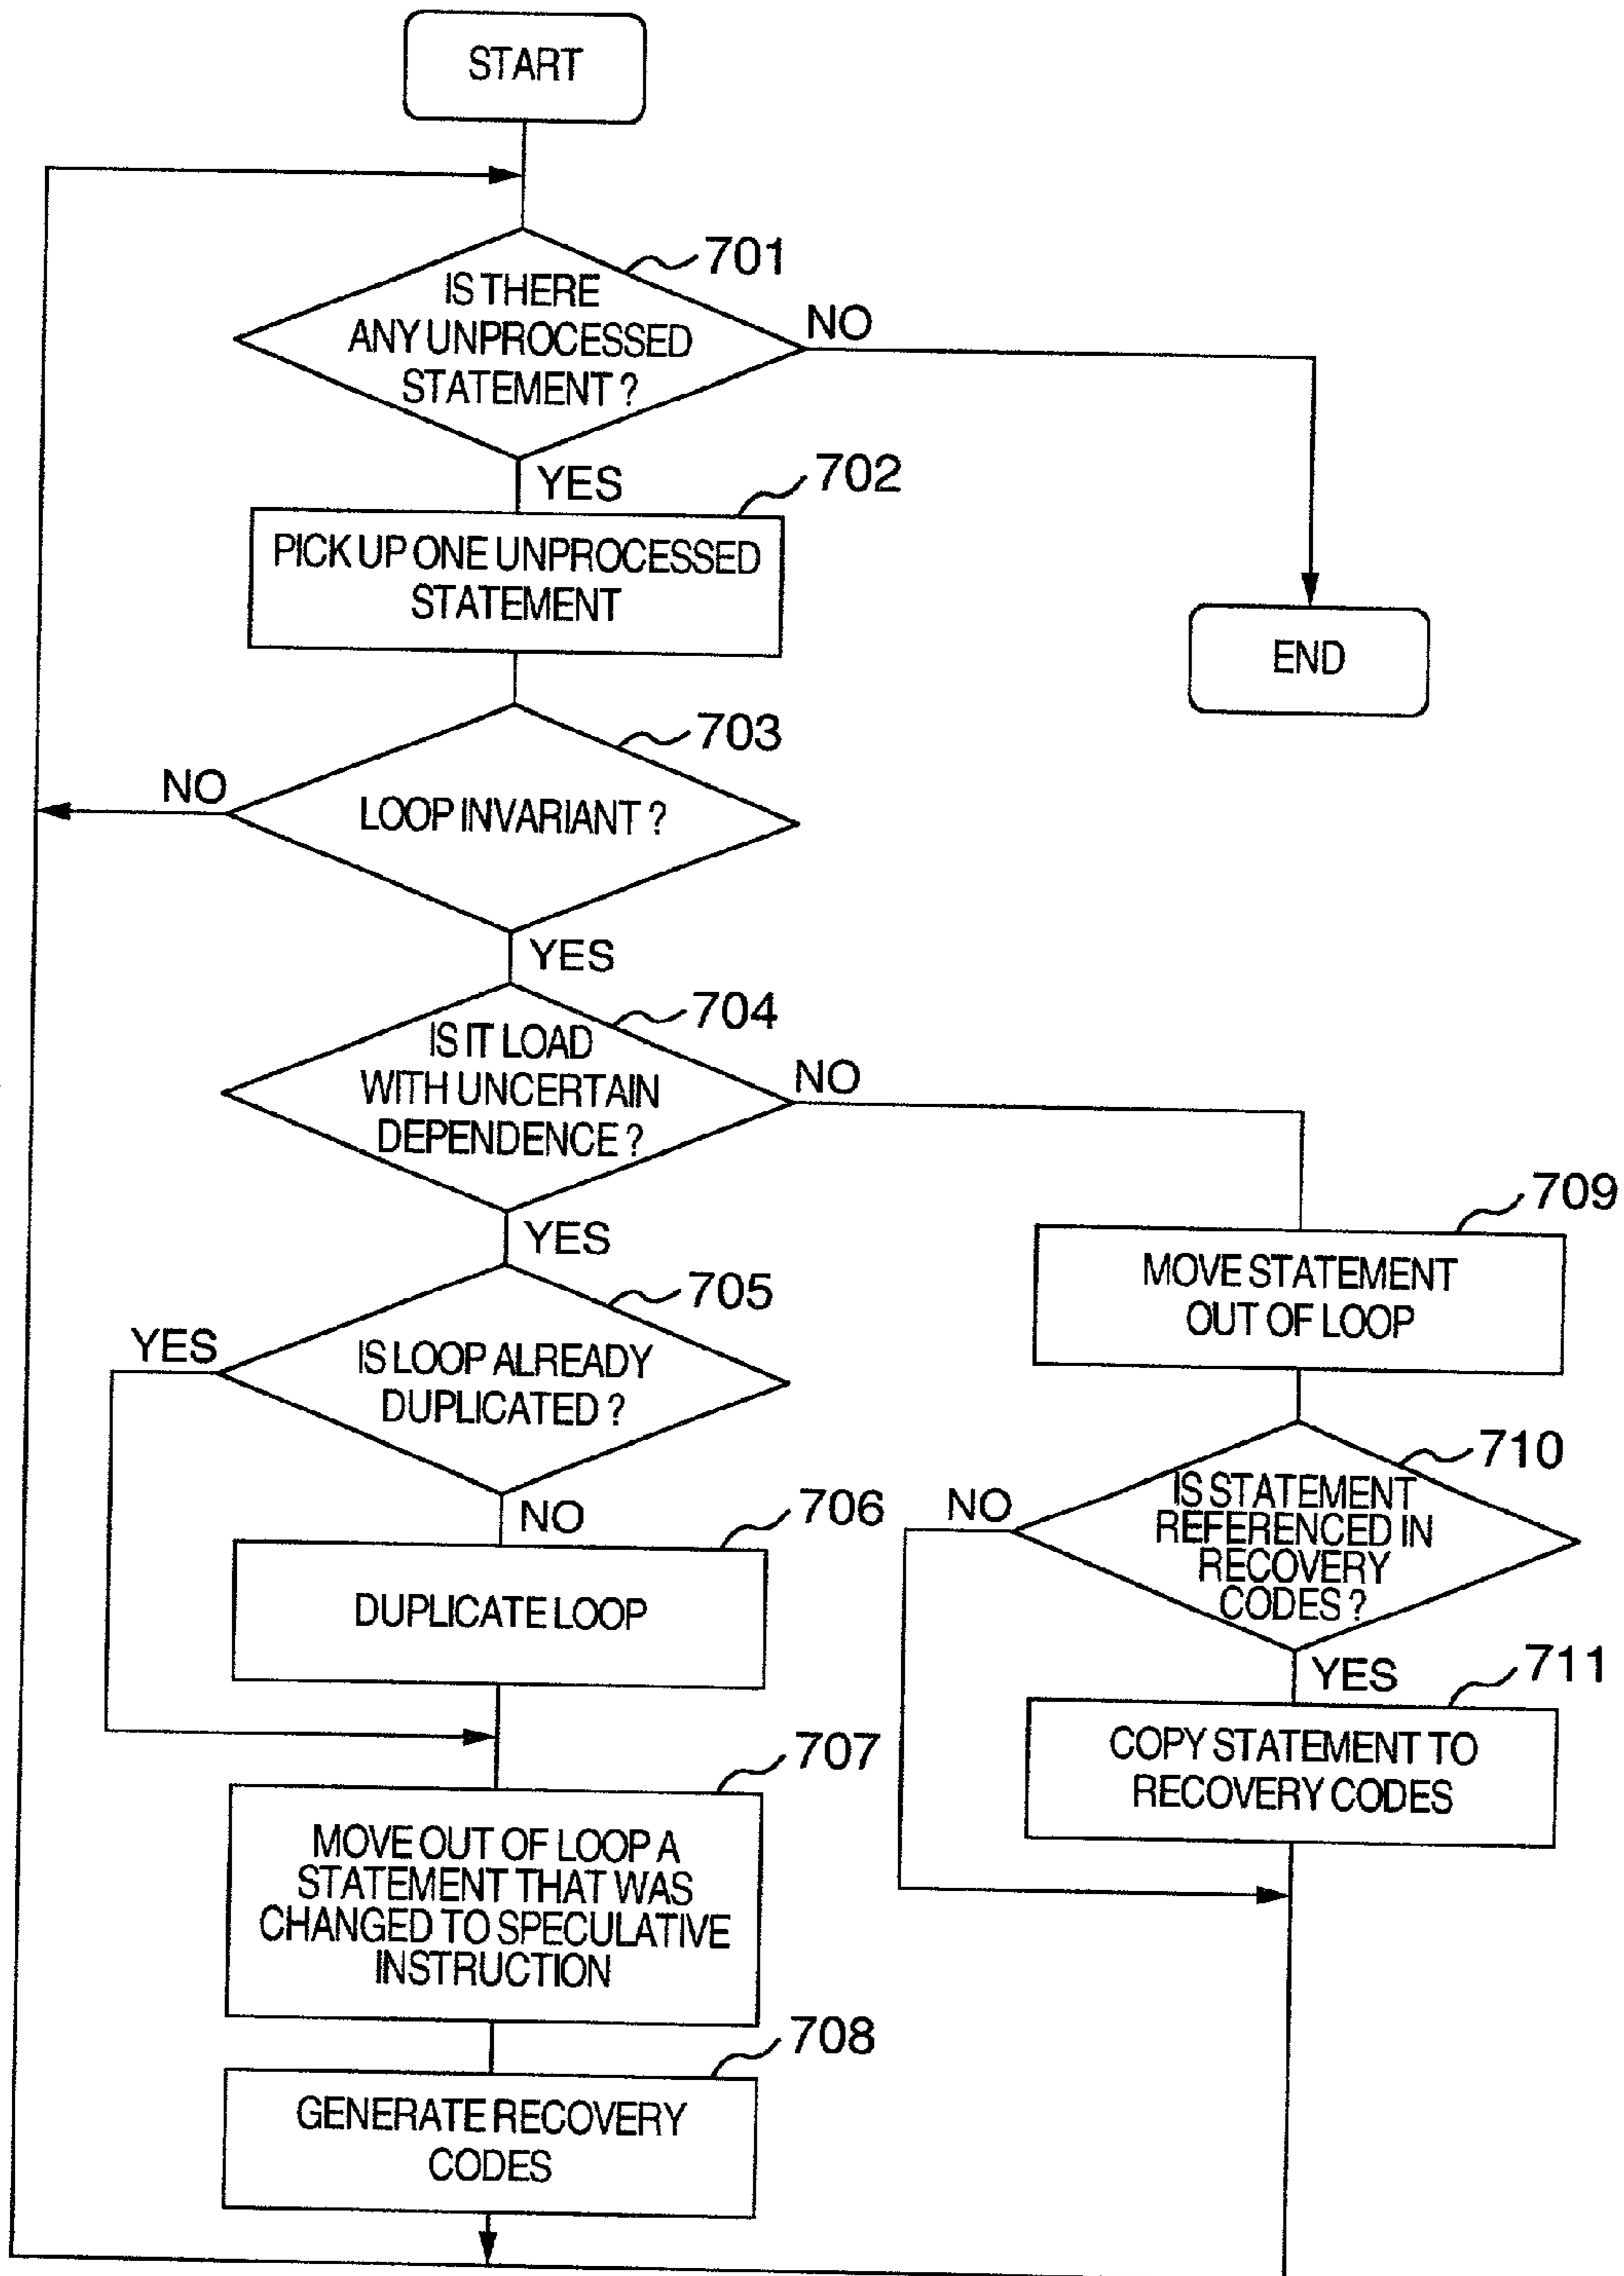 START
701
IS THERE
ANY UNPROCESSED
STATEMENT ?
NO
YES
702
PICK UP ONE UNPROCESSED
STATEMENT
END
703
NO
LOOP INVARIANT ?
YES
704
IS IT LOAD
WITH UNCERTAIN
DEPENDENCE ?
NO
YES
705
YES
IS LOOP ALREADY
DUPLICATED ?
709
MOVE STATEMENT
OUT OF LOOP
NO
706
DUPLICATE LOOP
710
NO
IS STATEMENT
REFERENCED IN
RECOVERY
CODES ?
YES
711
COPY STATEMENT TO
RECOVERY CODES
707
MOVE OUT OF LOOP A
STATEMENT THAT WAS
CHANGED TO SPECULATIVE
INSTRUCTION
708
GENERATE RECOVERY
CODES